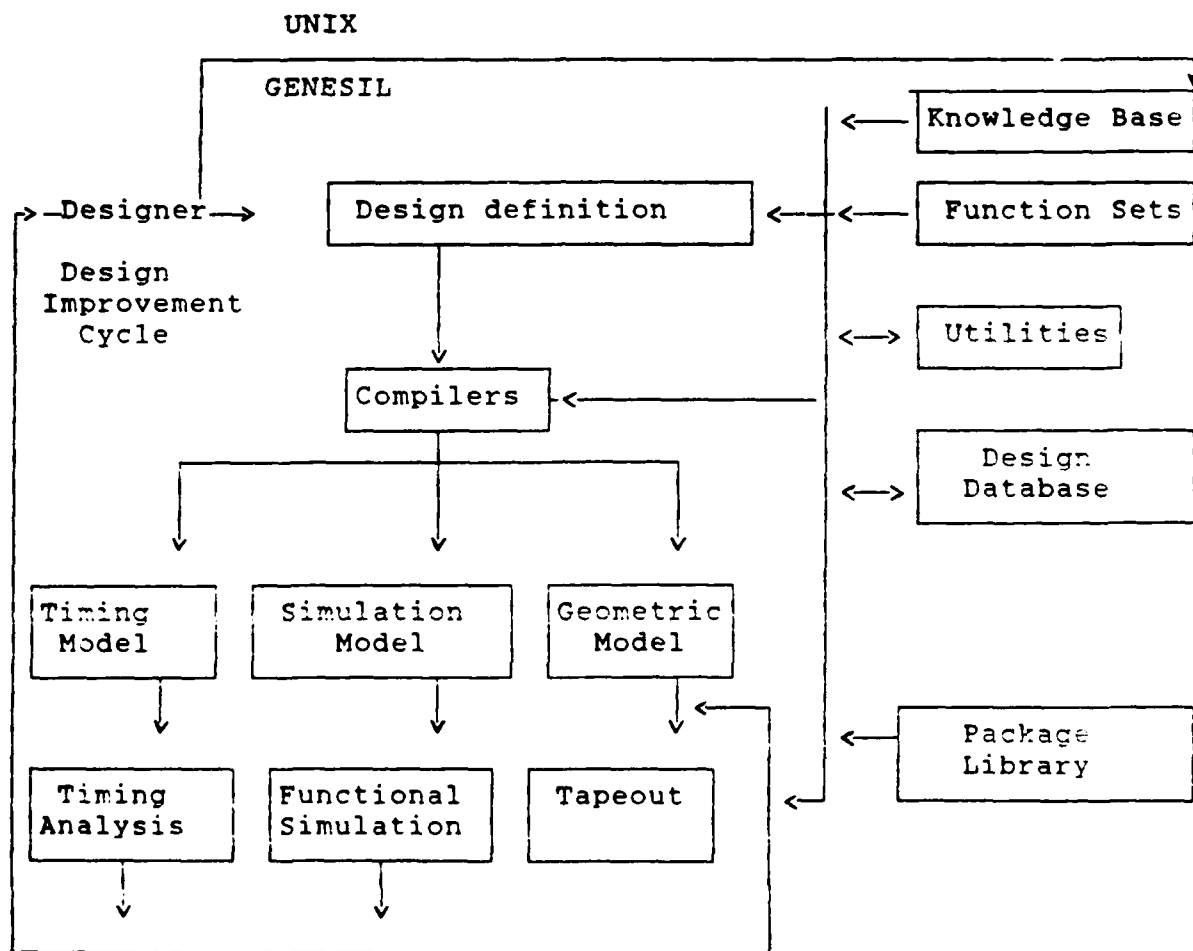 UNIX
GENESIL
Knowledge Base
Designer
Design definition
Function Sets
Design
Improvement
Cycle
Utilities
Compilers
Design
Database
Timing
Model
Simulation
Model
Geometric
Model
Package
Library
Timing
Analysis
Functional
Simulation
Tapeout